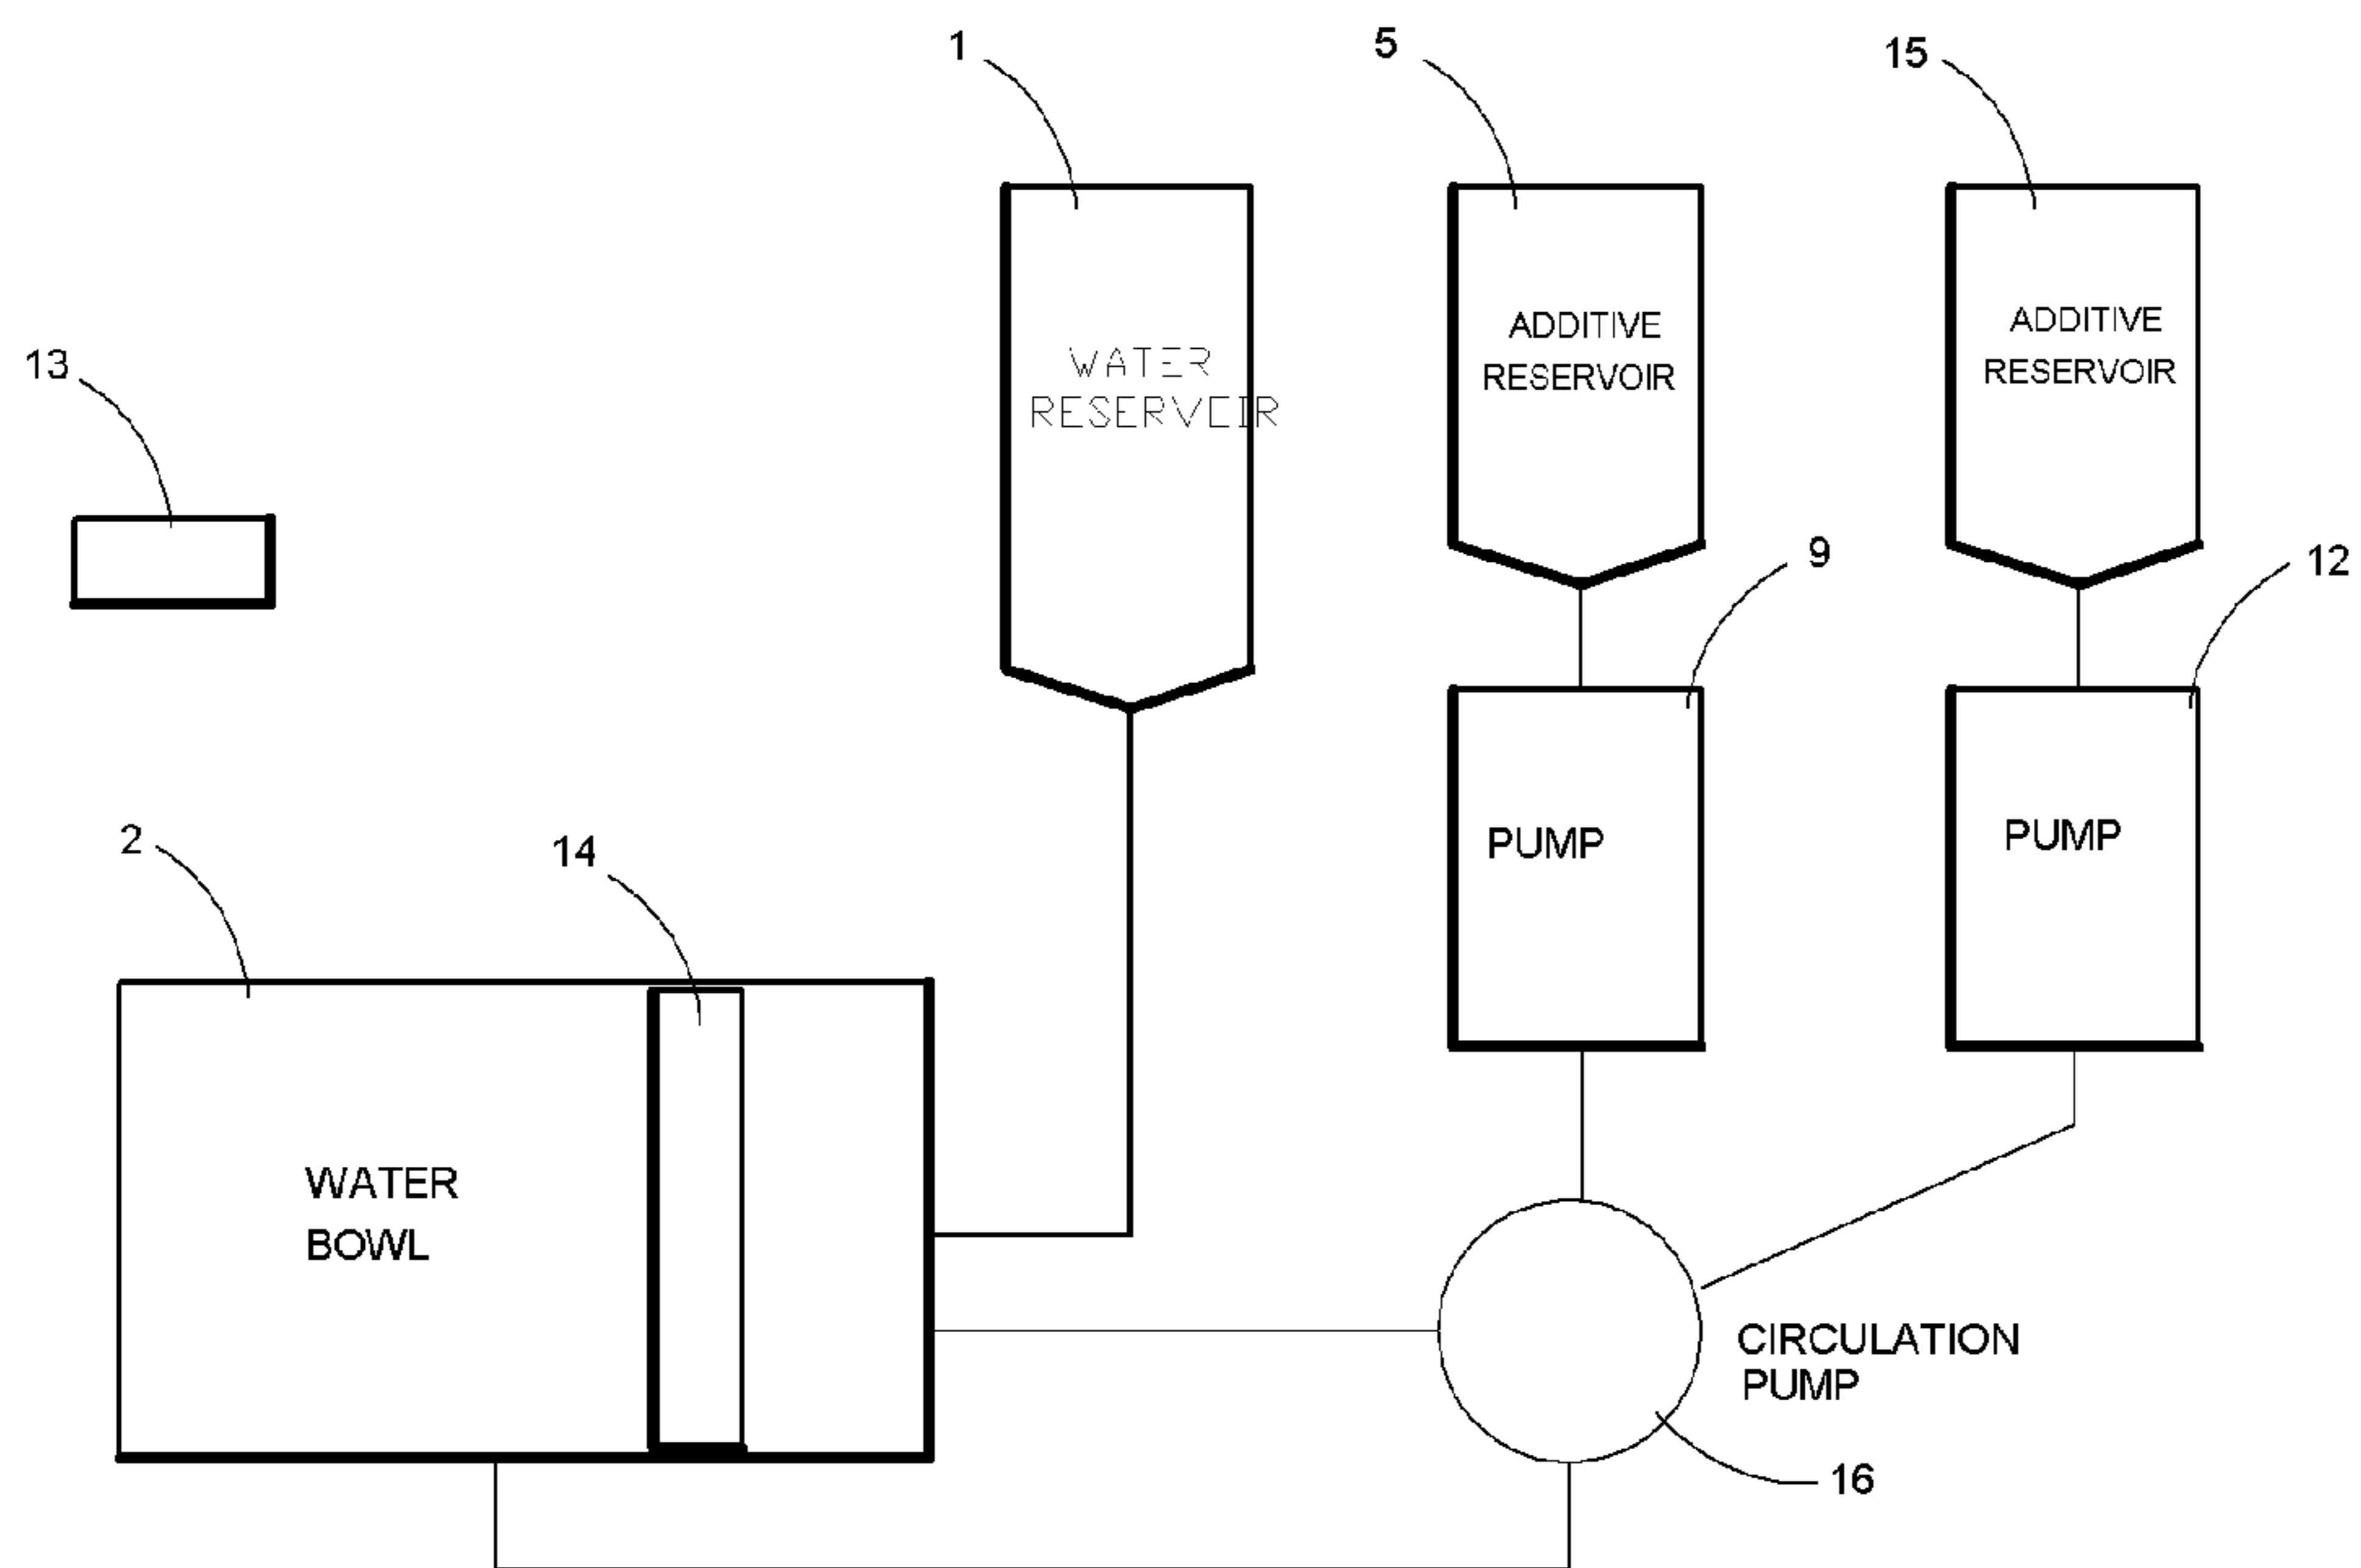 1
5
15
WATER
RESERVEIR
ADDITIVE
RESERVOIR
ADDITIVE
RESERVOIR
13
9
12
2
14
PUMP
PUMP
WATER
BOWL
CIRCULATION
PUMP
16